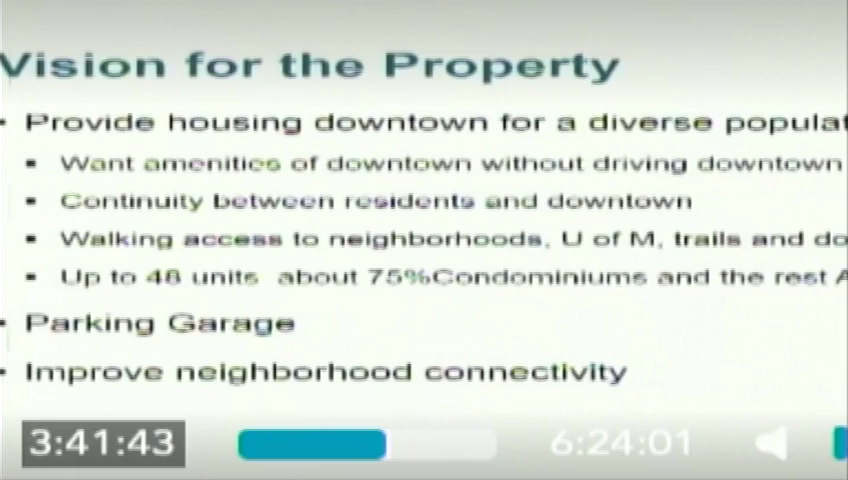 Vision for the Property
• Provide housing downtown for a diverse populat
▪ Want amenities of downtown without driving downtown
▪ Continuity between residents and downtown
▪ Walking access to neighborhoods, U of M, trails and do
▪ Up to 48 units about 75%Condominiums and the rest A
• Parking Garage
• Improve neighborhood connectivity
3:41:43 6:24:01